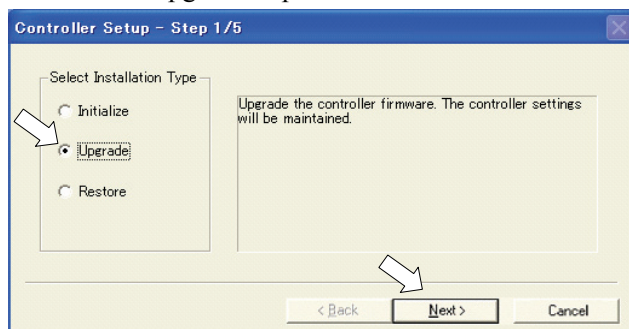 Controller Setup - Step 1/5
Select Installation Type
Initialize
Upgrade
Restore
Upgrade the controller firmware. The controller settings
will be maintained.
< Back
Next >
Cancel